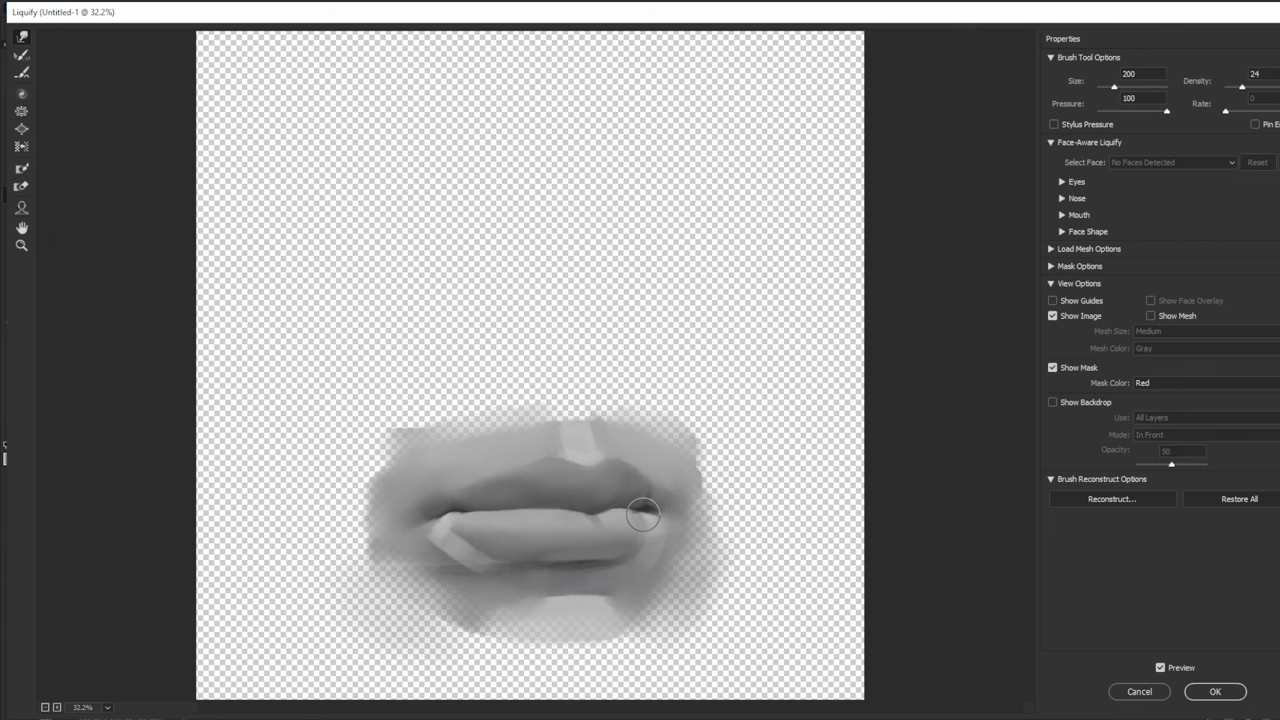 Liquify (Untitled-1 @ 32.2%)
Properties
Brush Tool Options
Size: 200 Density: 24
Pressure: 100 Rate: 0
Stylus Pressure Pin E
Face-Aware Liquify
Select Face: No Faces Detected Reset
Eyes
Nose
Mouth
Face Shape
Load Mesh Options
Mask Options
View Options
Show Guides Show Face Overlay
Show Image Show Mesh
Mesh Size: Medium
Mesh Color: Gray
Show Mask
Mask Color: Red
Show Backdrop
Use: All Layers
Mode: In Front
Opacity: 50
Brush Reconstruct Options
Reconstruct... Restore All
Preview
Cancel OK
32.2%